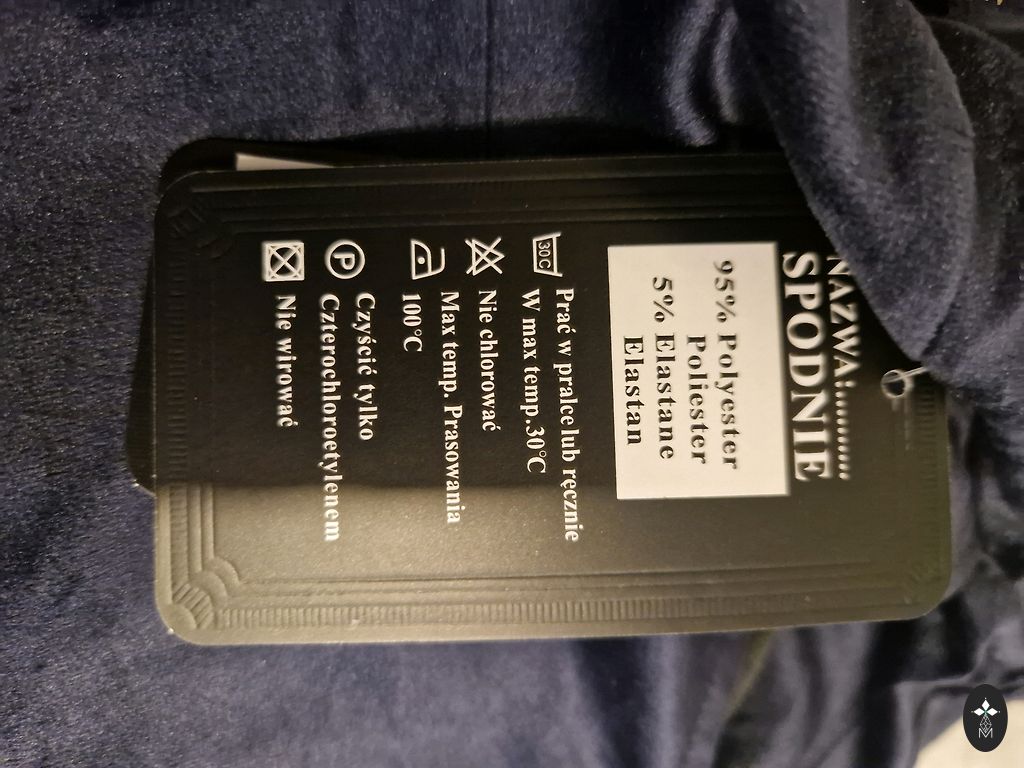 NAZWA:............
SPODNIE
95% Polyester
Poliester
5% Elastane
Elastan
30C
Prać w pralce lub ręcznie
W max temp.30°C
Nie chlorować
Max temp. Prasowania
100°C
P
Czyścić tylko
Czterochloroetylenem
Nie wirować
M